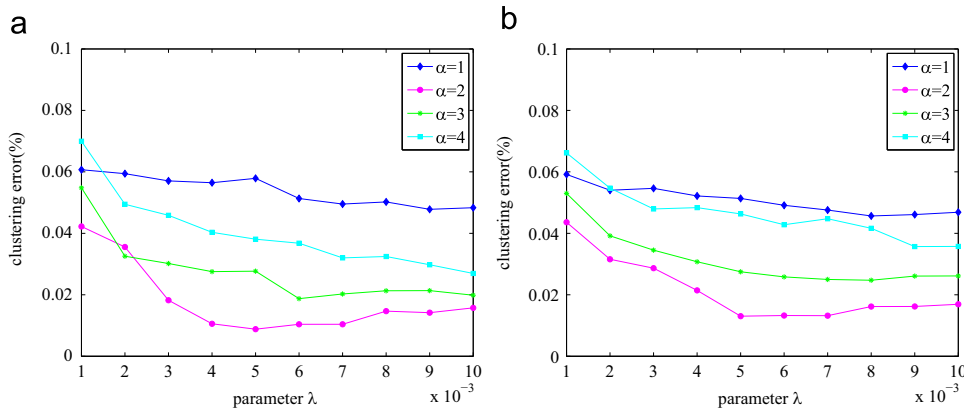 a
0.1
0.08
0.06
0.04
0.02
0
clustering error(%)
α=1
α=2
α=3
α=4
1 2 3 4 5 6 7 8 9 10
parameter λ
x 10⁻³
b
0.1
0.08
0.06
0.04
0.02
0
clustering error(%)
α=1
α=2
α=3
α=4
1 2 3 4 5 6 7 8 9 10
parameter λ
x 10⁻³